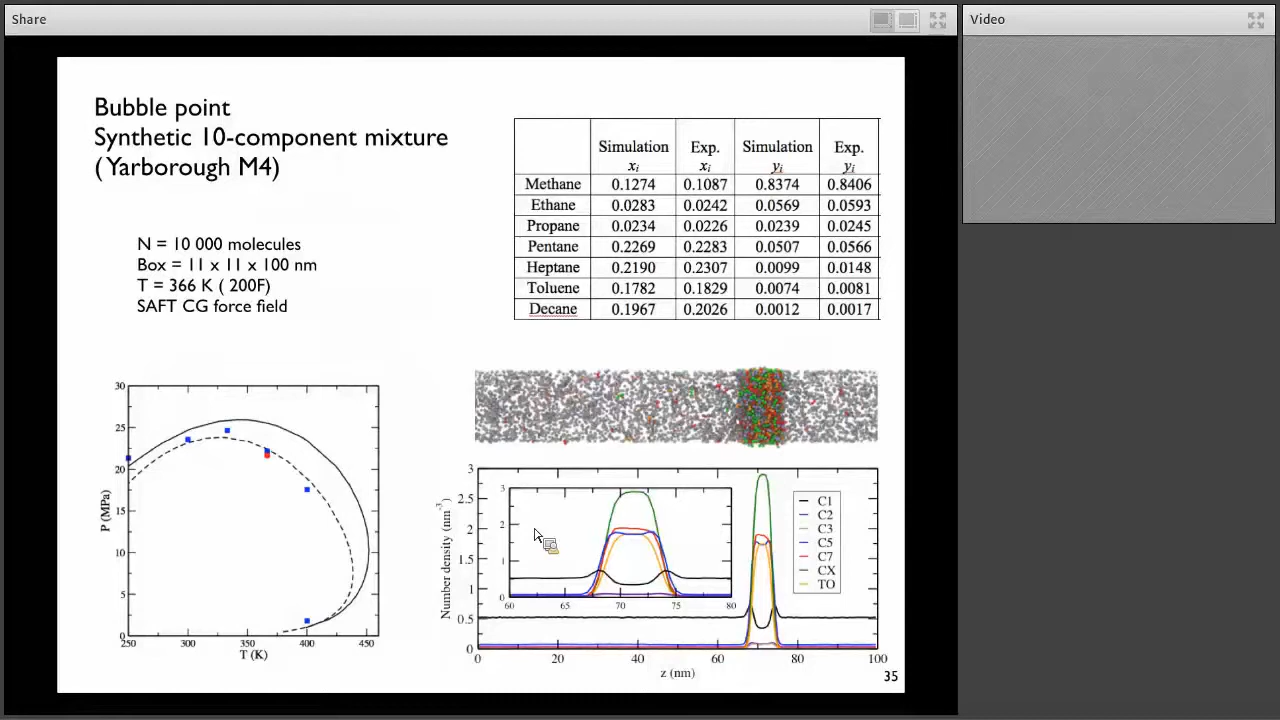 Share
Video
Bubble point
Synthetic 10-component mixture
( Yarborough M4)
N = 10 000 molecules
Box = 11 x 11 x 100 nm
T = 366 K ( 200F)
SAFT CG force field
Simulation xi Exp. xi Simulation yi Exp. yi
Methane 0.1274 0.1087 0.8374 0.8406
Ethane 0.0283 0.0242 0.0569 0.0593
Propane 0.0234 0.0226 0.0239 0.0245
Pentane 0.2269 0.2283 0.0507 0.0566
Heptane 0.2190 0.2307 0.0099 0.0148
Toluene 0.1782 0.1829 0.0074 0.0081
Decane 0.1967 0.2026 0.0012 0.0017
30
25
20
15
10
5
0
P (MPa)
250 300 350 400 450
T (K)
3
2.5
2
1.5
1
0.5
0
Number density (nm-3)
3
2
1
0
60 65 70 75 80
C1
C2
C3
C5
C7
CX
TO
0 20 40 60 80 100
z (nm)
35